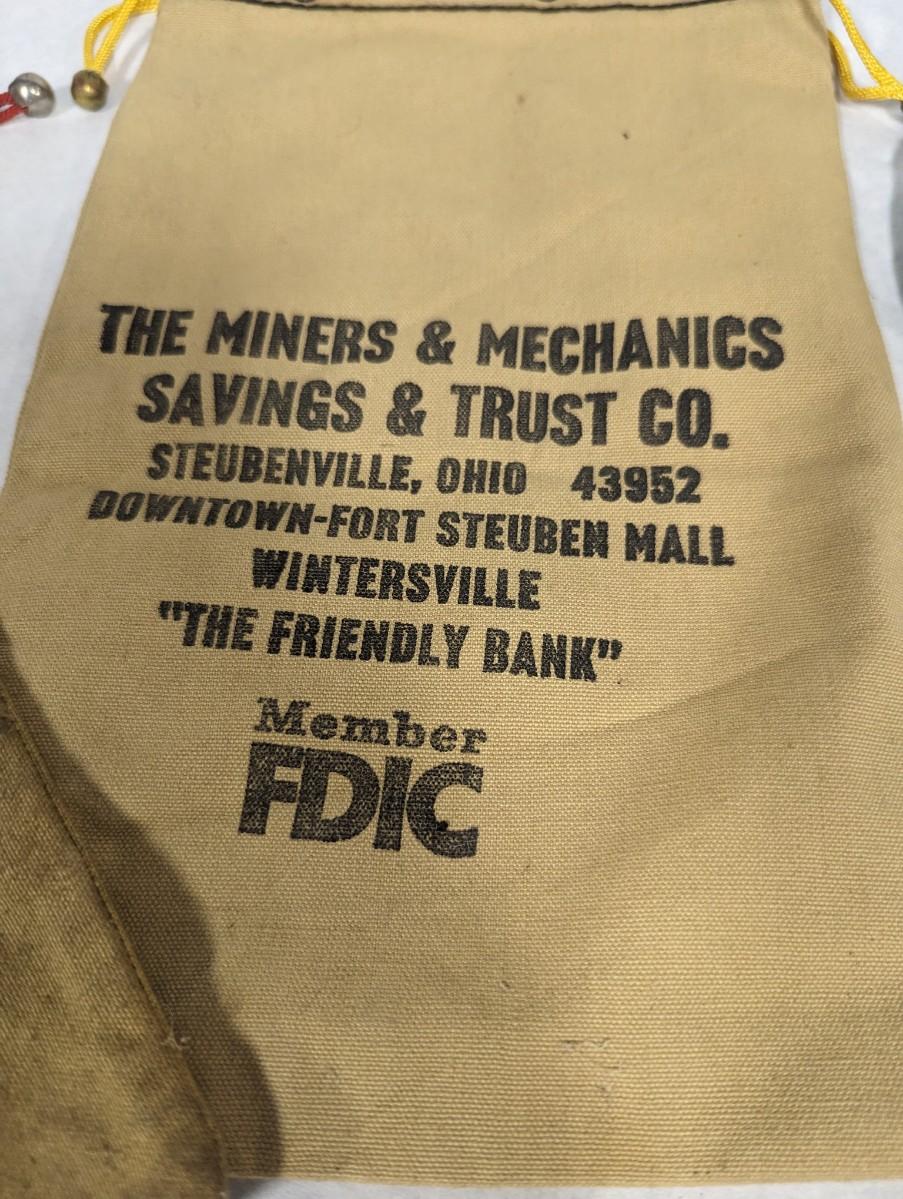 THE MINERS & MECHANICS
SAVINGS & TRUST CO.
STEUBENVILLE, OHIO 43952
DOWNTOWN-FORT STEUBEN MALL
WINTERSVILLE
"THE FRIENDLY BANK"
Member
FDIC